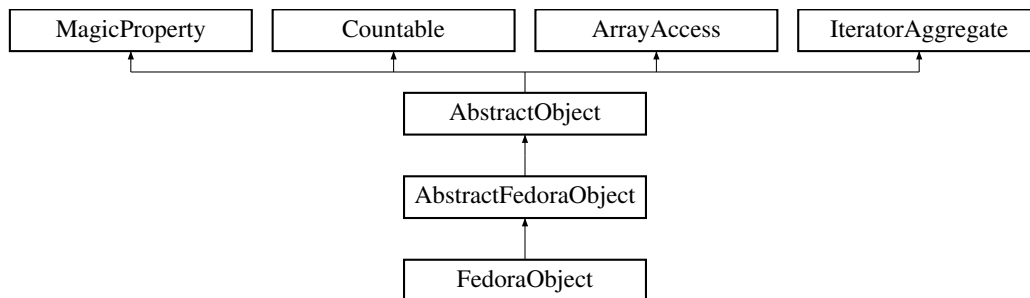 MagicProperty Countable ArrayAccess IteratorAggregate
AbstractObject
AbstractFedoraObject
FedoraObject